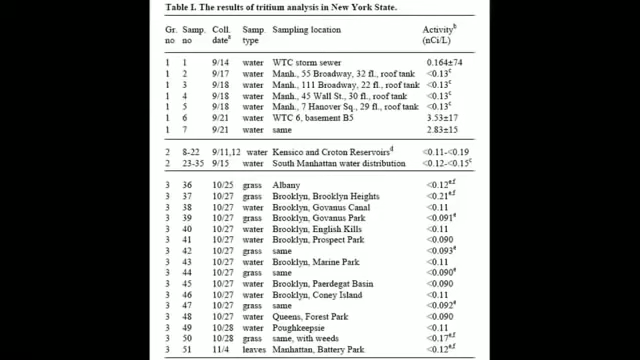 Table I. The results of tritium analysis in New York State.
Gr. no Samp. no Coll. date^a Samp. type Sampling location Activity^b (nCi/L)
1 1 9/14 water WTC storm sewer 0.164±74
1 2 9/17 water Manh., 55 Broadway, 32 fl., roof tank <0.13^c
1 3 9/18 water Manh., 111 Broadway, 22 fl., roof tank <0.13^c
1 4 9/18 water Manh., 45 Wall St., 30 fl., roof tank <0.13^c
1 5 9/18 water Manh., 7 Hanover Sq., 29 fl., roof tank <0.13^c
1 6 9/21 water WTC 6, basement B5 3.53±17
1 7 9/21 water same 2.83±15
2 8-22 9/11,12 water Kensico and Croton Reservoirs^d <0.11-<0.19
2 23-35 9/15 water South Manhattan water distribution <0.12-<0.15^c
3 36 10/25 grass Albany <0.12^e,f
3 37 10/27 grass Brooklyn, Brooklyn Heights <0.21^e,f
3 38 10/27 water Brooklyn, Govanus Canal <0.11
3 39 10/27 grass Brooklyn, Govanus Park <0.091^e
3 40 10/27 water Brooklyn, English Kills <0.11
3 41 10/27 water Brooklyn, Prospect Park <0.090
3 42 10/27 grass same <0.093^e
3 43 10/27 water Brooklyn, Marine Park <0.11
3 44 10/27 grass same <0.090^e
3 45 10/27 water Brooklyn, Paerdegat Basin <0.090
3 46 10/27 water Brooklyn, Coney Island <0.11
3 47 10/27 grass same <0.092^e
3 48 10/27 water Queens, Forest Park <0.090
3 49 10/28 water Poughkeepsie <0.11
3 50 10/28 grass same, with weeds <0.17^e,f
3 51 11/4 leaves Manhattan, Battery Park <0.12^e,f